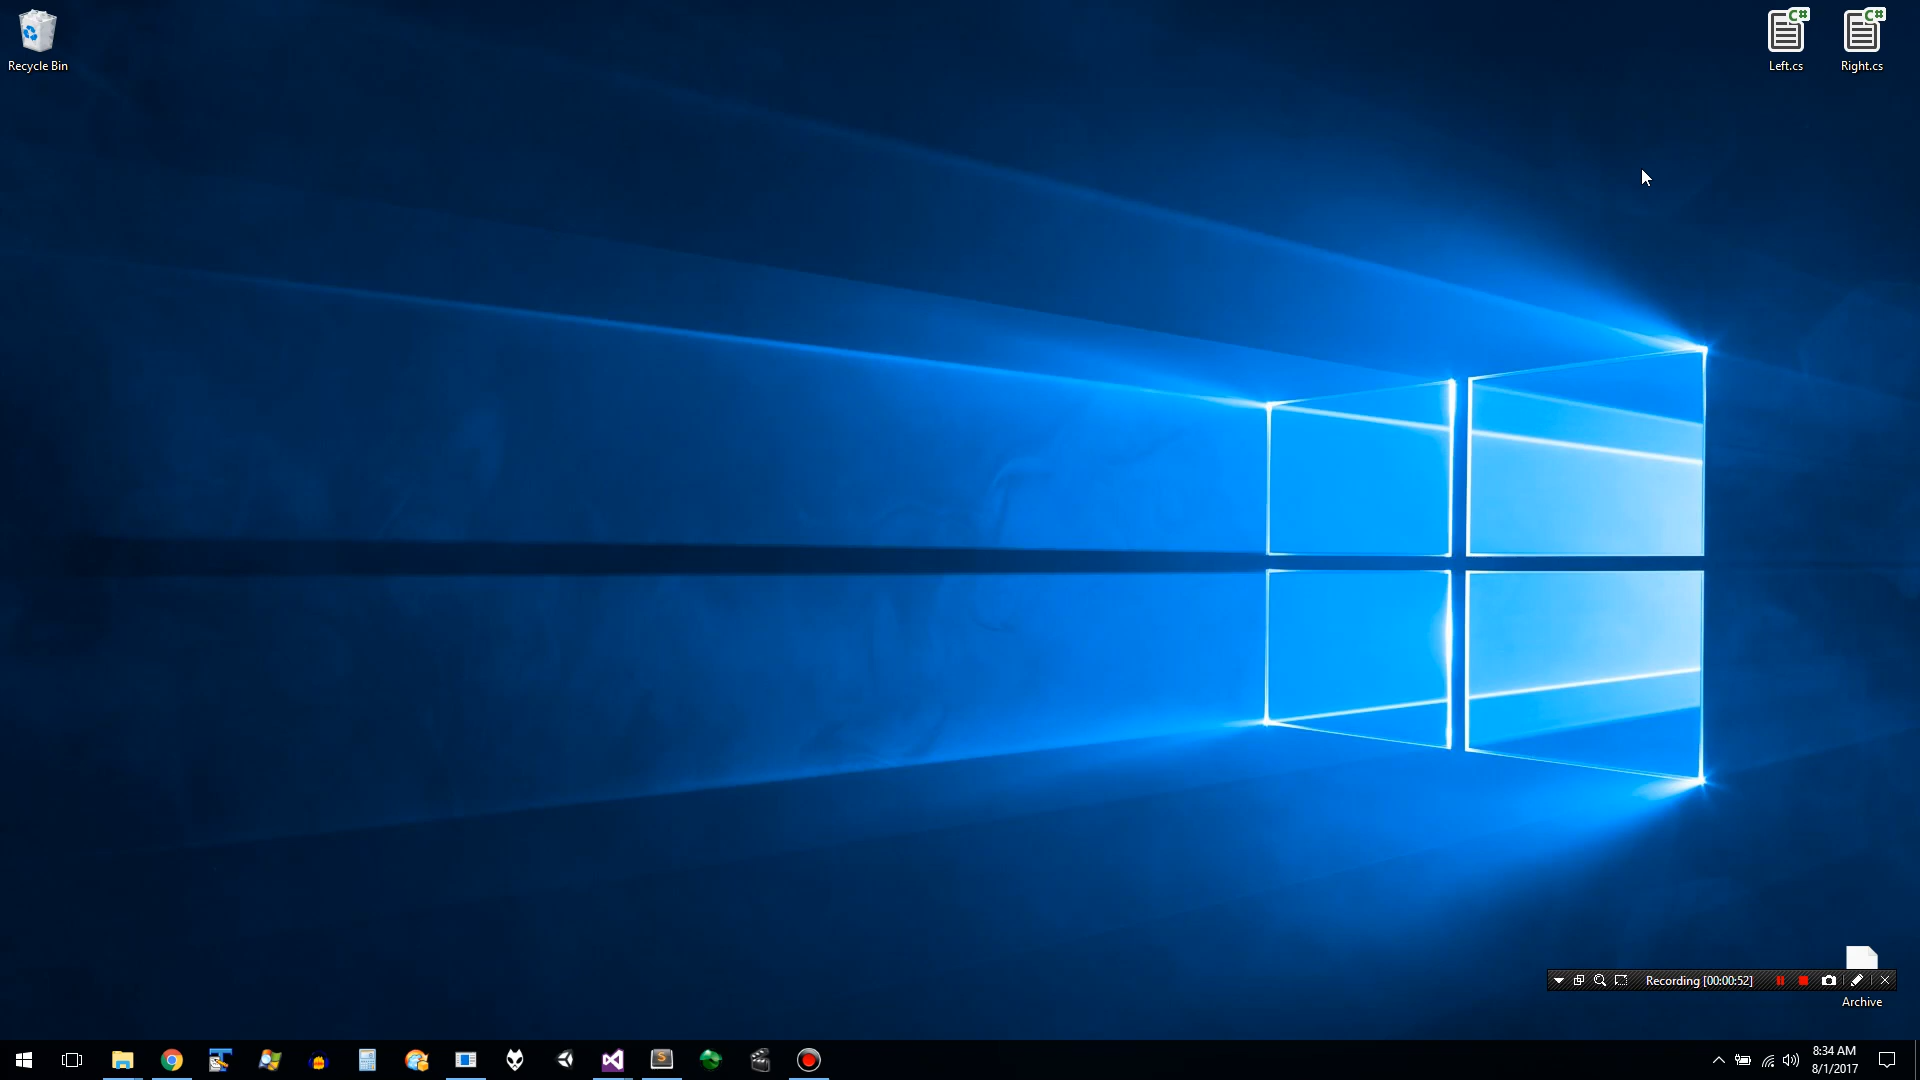 Recycle Bin
C#
Left.cs
C#
Right.cs
Recording [00:00:52]
Archive
S
8:34 AM
8/1/2017